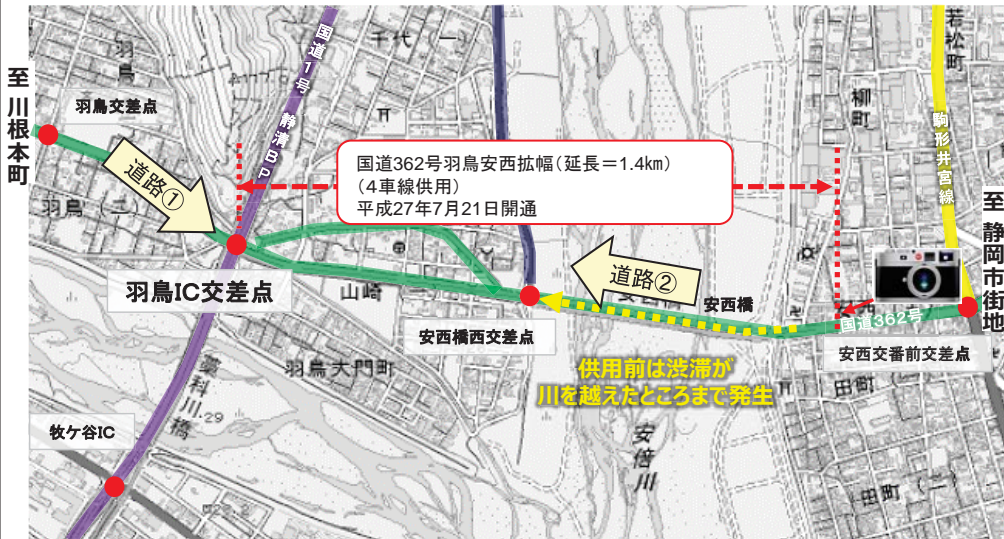 至 川根本町
羽鳥
羽鳥交差点
道路①
羽鳥(二)
国道1号 静清BP
千代一
国道362号羽鳥安西拡幅(延長=1.4km)
(4車線供用)
平成27年7月21日開通
若松町
柳町
駒形井宮線
至 静岡市街地
羽鳥IC交差点
山崎
道路②
安西橋
安西橋西交差点
国道362号
安西交番前交差点
供用前は渋滞が
川を越えたところまで発生
羽鳥大門町
藁科川橋
.29
牧ケ谷IC
安倍川
田町
田町(二)